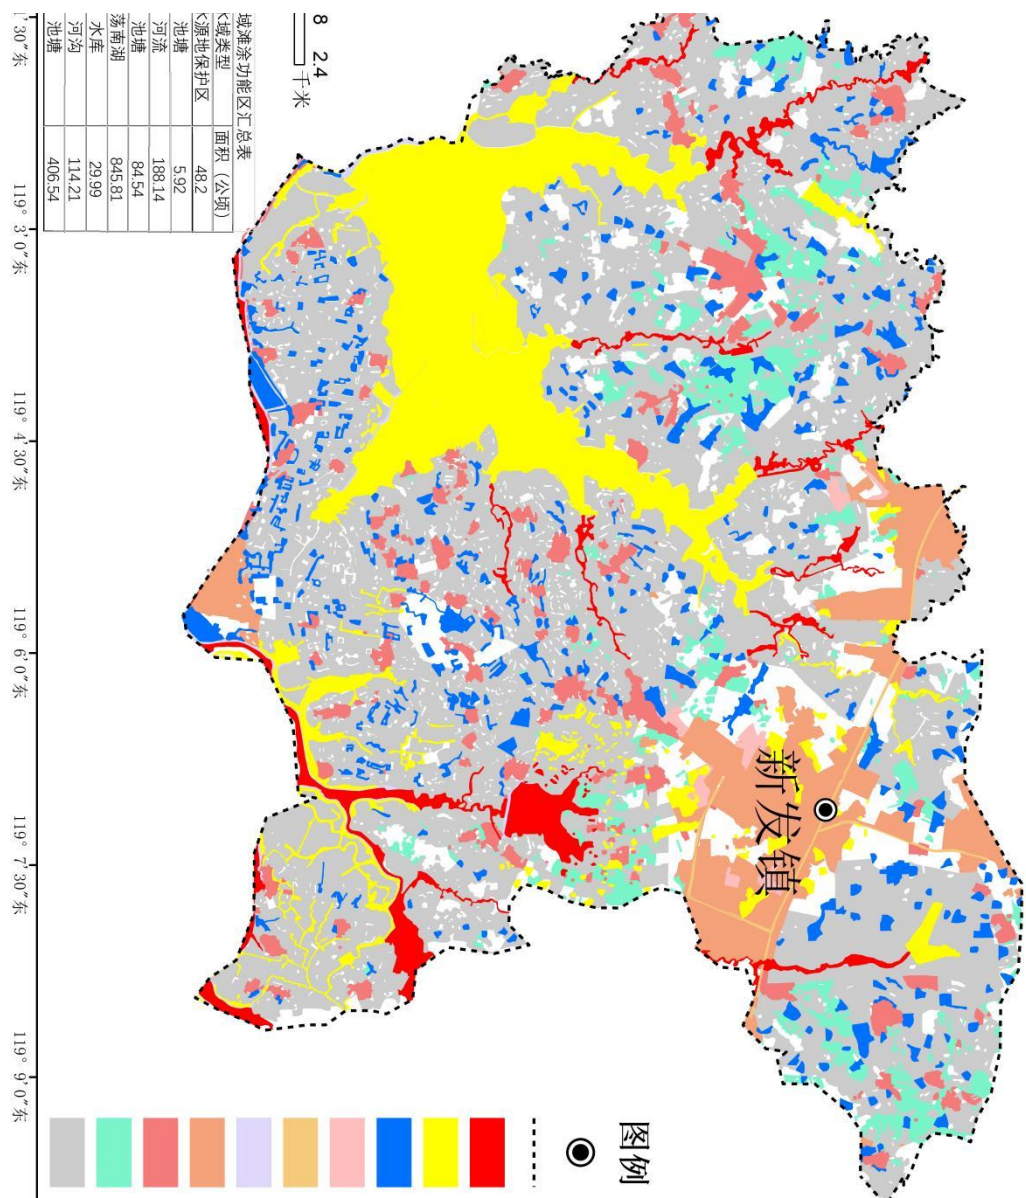 图例
新发镇
8 2.4
千米
域滩涂功能区汇总表
域类型 面积（公顷）
源地保护区 48.2
池塘 5.92
河流 188.14
池塘 84.54
荡南湖 845.81
水库 29.99
河沟 114.21
池塘 406.54
1′30″东 119° 3′0″东 119° 4′30″东 119° 6′0″东 119° 7′30″东 119° 9′0″东